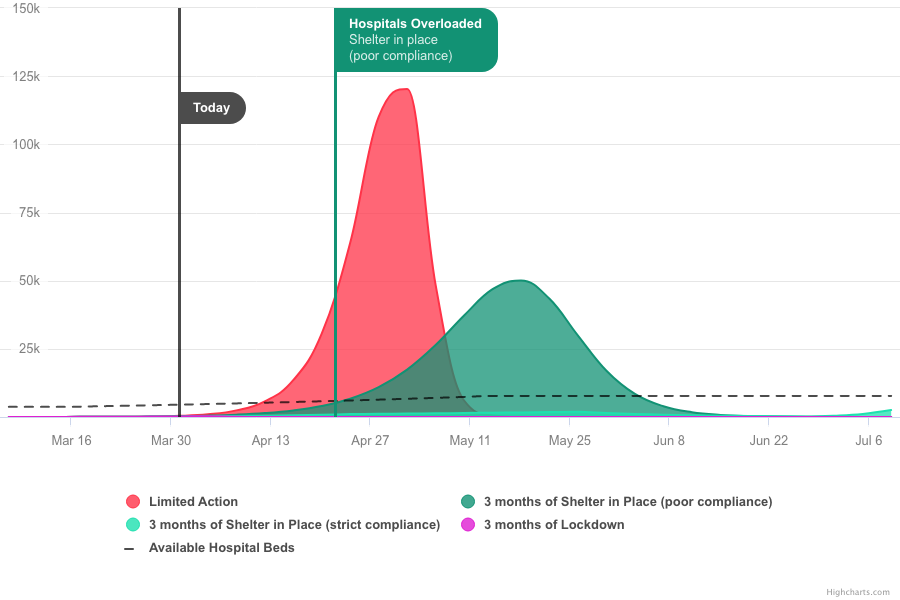 150k
Hospitals Overloaded
Shelter in place
(poor compliance)
125k
Today
100k
75k
50k
25k
Mar 16 Mar 30 Apr 13 Apr 27 May 11 May 25 Jun 8 Jun 22 Jul 6
Limited Action 3 months of Shelter in Place (poor compliance)
3 months of Shelter in Place (strict compliance) 3 months of Lockdown
Available Hospital Beds
Highcharts.com